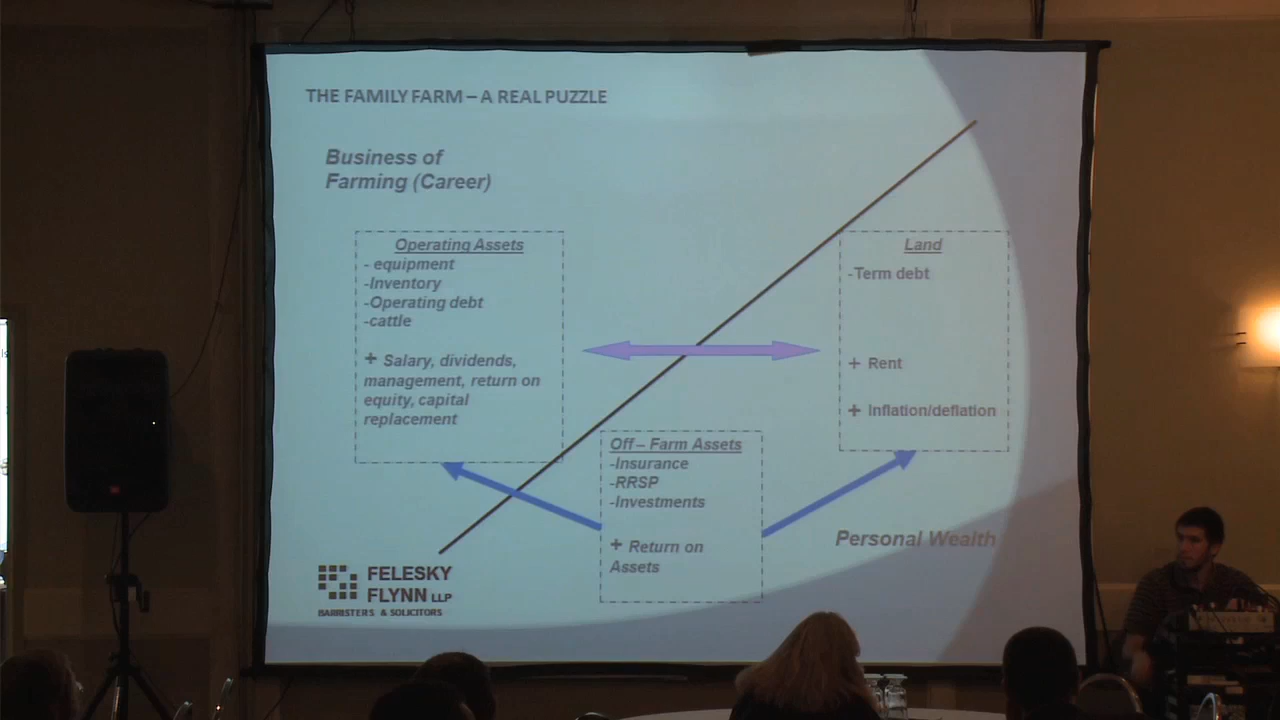 THE FAMILY FARM – A REAL PUZZLE
Business of
Farming (Career)
Operating Assets
- equipment
-Inventory
-Operating debt
-cattle
+ Salary, dividends,
management, return on
equity, capital
replacement
Land
-Term debt
+ Rent
+ Inflation/deflation
Off – Farm Assets
-Insurance
-RRSP
-Investments
+ Return on
Assets
Personal Wealth
FELESKY
FLYNN LLP
BARRISTERS & SOLICITORS